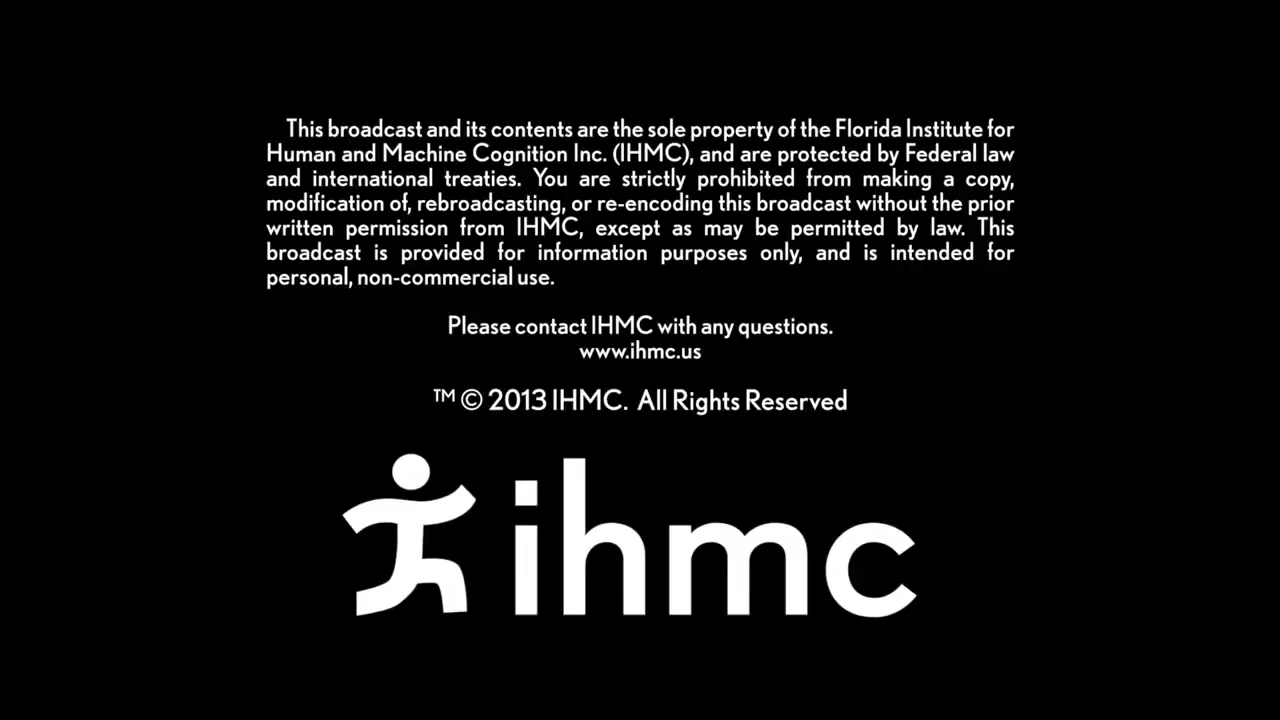 This broadcast and its contents are the sole property of the Florida Institute for
Human and Machine Cognition Inc. (IHMC), and are protected by Federal law
and international treaties. You are strictly prohibited from making a copy,
modification of, rebroadcasting, or re-encoding this broadcast without the prior
written permission from IHMC, except as may be permitted by law. This
broadcast is provided for information purposes only, and is intended for
personal, non-commercial use.
Please contact IHMC with any questions.
www.ihmc.us
™ © 2013 IHMC. All Rights Reserved
ihmc